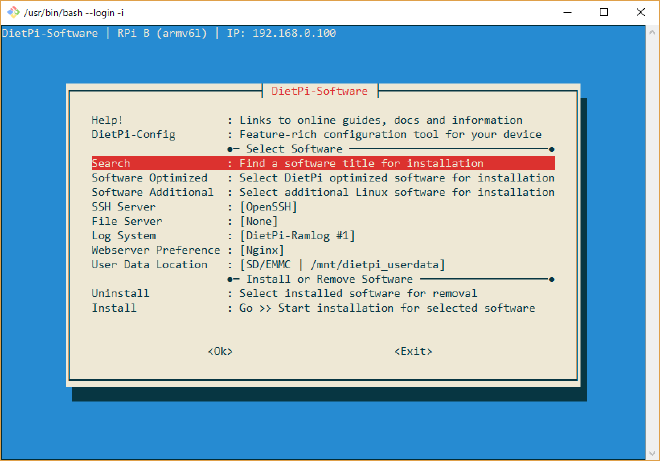 /usr/bin/bash --login -i
DietPi-Software | RPi B (armv6l) | IP: 192.168.0.100
DietPi-Software
Help! : Links to online guides, docs and information
DietPi-Config : Feature-rich configuration tool for your device
●─ Select Software ─●
Search : Find a software title for installation
Software Optimized : Select DietPi optimized software for installation
Software Additional : Select additional Linux software for installation
SSH Server : [OpenSSH]
File Server : [None]
Log System : [DietPi-Ramlog #1]
Webserver Preference : [Nginx]
User Data Location : [SD/EMMC | /mnt/dietpi_userdata]
●─ Install or Remove Software ─●
Uninstall : Select installed software for removal
Install : Go >> Start installation for selected software
<Ok> <Exit>